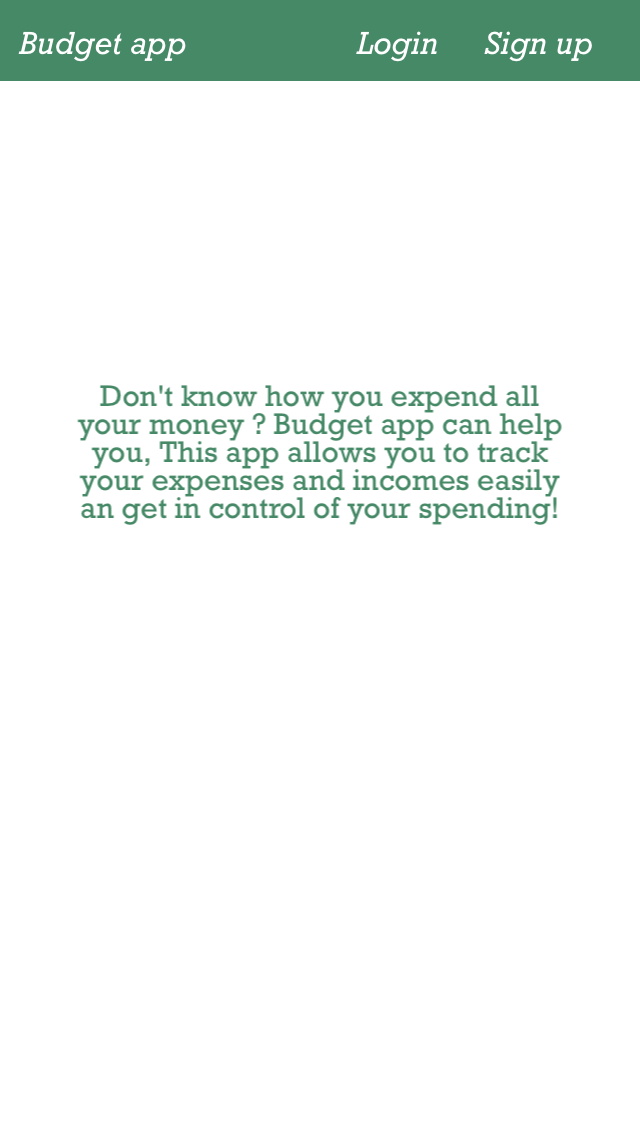 Budget app Login Sign up
Don't know how you expend all
your money ? Budget app can help
you, This app allows you to track
your expenses and incomes easily
an get in control of your spending!